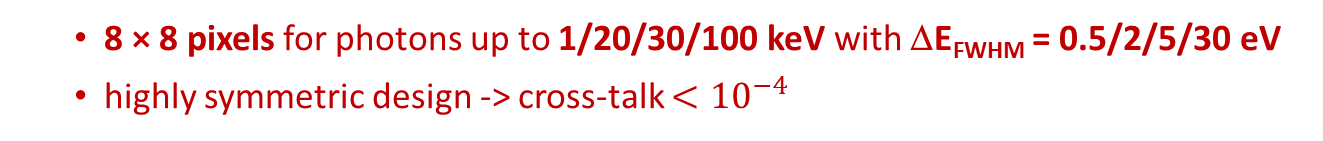 • 8 × 8 pixels for photons up to 1/20/30/100 keV with ΔE_FWHM = 0.5/2/5/30 eV
• highly symmetric design -> cross-talk < 10⁻⁴